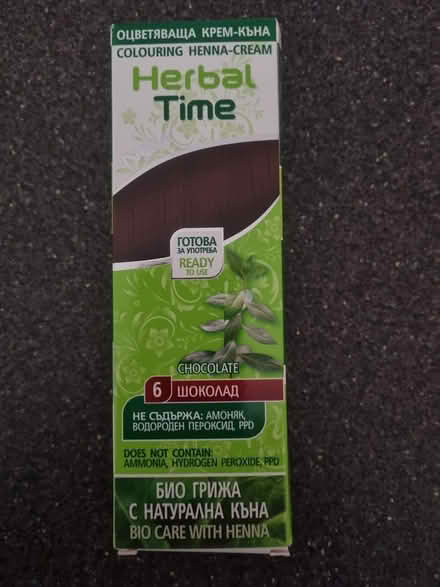 ОЦВЕТЯВАЩА КРЕМ-КЪНА
COLOURING HENNA-CREAM
Herbal
Time
ГОТОВА
ЗА УПОТРЕБА
READY
TO USE
CHOCOLATE
6 ШОКОЛАД
НЕ СЪДЪРЖА: АМОНЯК,
ВОДОРОДЕН ПЕРОКСИД, PPD
DOES NOT CONTAIN:
AMMONIA, HYDROGEN PEROXIDE, PPD
БИО ГРИЖА
С НАТУРАЛНА КЪНА
BIO CARE WITH HENNA